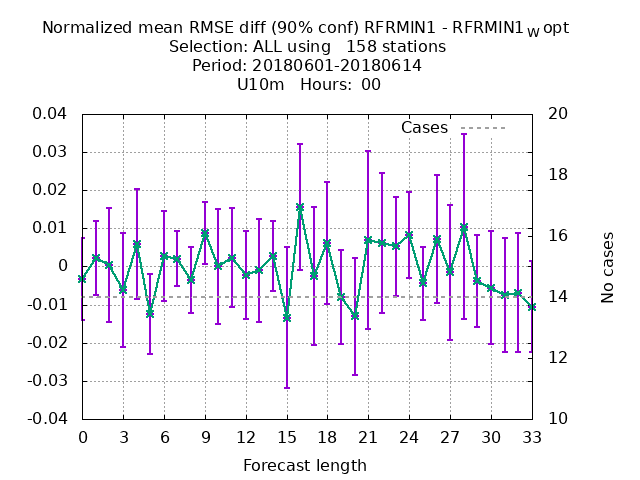 Normalized mean RMSE diff (90% conf) RFRMIN1 - RFRMIN1W opt
Selection: ALL using   158 stations
Period: 20180601-20180614
U10m   Hours:  00
0.04
0.03
0.02
0.01
0
-0.01
-0.02
-0.03
-0.04
Cases
20
18
16
14
12
10
No cases
0 3 6 9 12 15 18 21 24 27 30 33
Forecast length